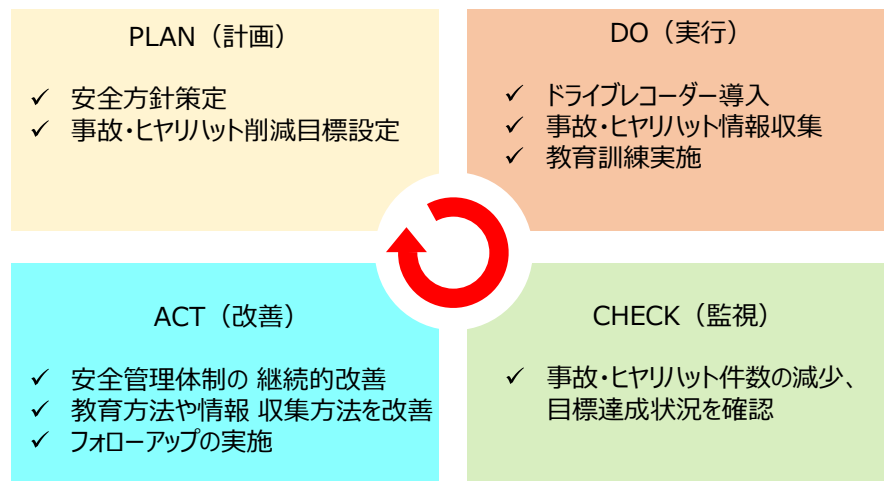 PLAN（計画）
✓ 安全方針策定
✓ 事故・ヒヤリハット削減目標設定
DO（実行）
✓ ドライブレコーダー導入
✓ 事故・ヒヤリハット情報収集
✓ 教育訓練実施
ACT（改善）
✓ 安全管理体制の 継続的改善
✓ 教育方法や情報 収集方法を改善
✓ フォローアップの実施
CHECK（監視）
✓ 事故・ヒヤリハット件数の減少、
目標達成状況を確認